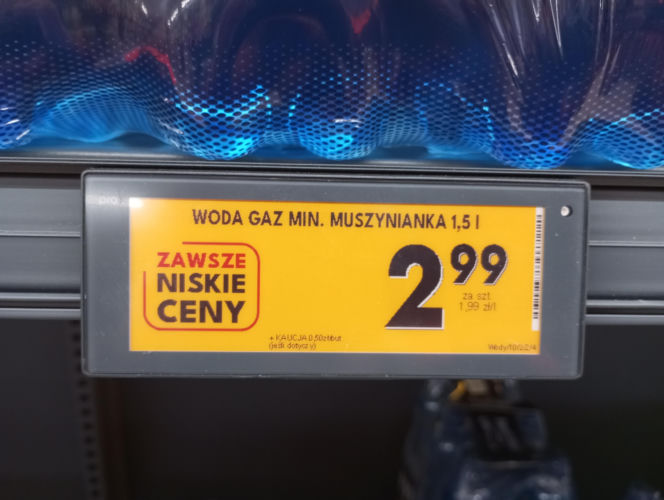 pro
WODA GAZ MIN. MUSZYNIANKA 1,5 l
ZAWSZE
NISKIE
CENY
2 99
za szt.
1,99 zł/l
+ KAUCJA 0,50zł/but
(jeśli dotyczy)